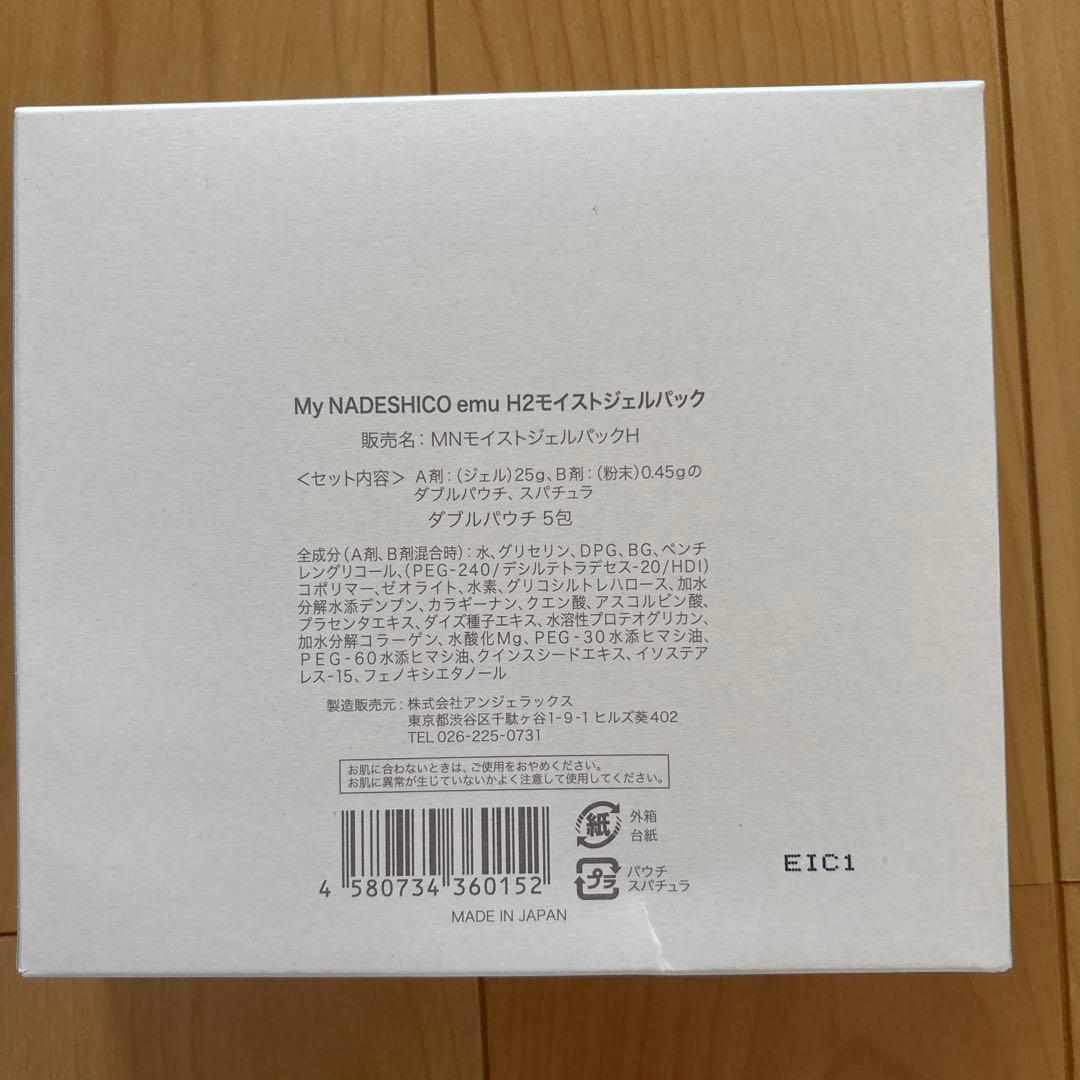 My NADESHICO emu H2モイストジェルパック
販売名：MNモイストジェルパックH
＜セット内容＞ A剤：（ジェル）25g、B剤：（粉末）0.45gの
ダブルパウチ、スパチュラ
ダブルパウチ 5包
全成分（A剤、B剤混合時）：水、グリセリン、DPG、BG、ペンチ
レングリコール、（PEG-240/デシルテトラデセス-20/HDI）
コポリマー、ゼオライト、水素、グリコシルトレハロース、加水
分解水添デンプン、カラギーナン、クエン酸、アスコルビン酸、
プラセンタエキス、ダイズ種子エキス、水溶性プロテオグリカン、
加水分解コラーゲン、水酸化Mg、PEG-30水添ヒマシ油、
PEG-60水添ヒマシ油、クインスシードエキス、イソステア
レス-15、フェノキシエタノール
製造販売元：株式会社アンジェラックス
東京都渋谷区千駄ヶ谷1-9-1 ヒルズ葵402
TEL 026-225-0731
お肌に合わないときは、ご使用をおやめください。
お肌に異常が生じていないかよく注意して使用してください。
紙
外箱
台紙
プラ
パウチ
スパチュラ
4 580734 360152
MADE IN JAPAN
EIC1